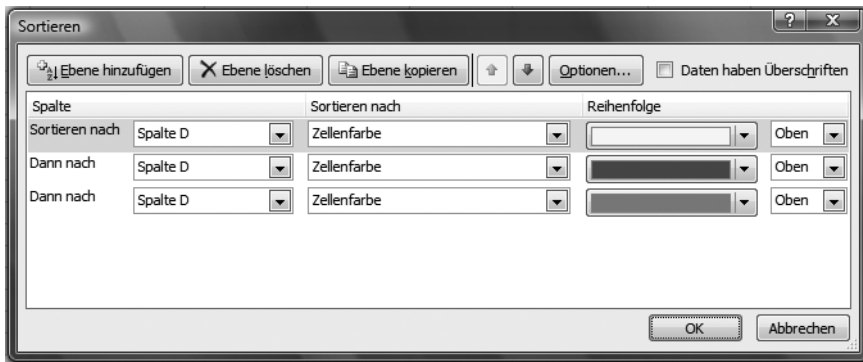 Sortieren
Ebene hinzufügen Ebene löschen Ebene kopieren Optionen... Daten haben Überschriften
Spalte Sortieren nach Reihenfolge
Sortieren nach Spalte D Zellenfarbe Oben
Dann nach Spalte D Zellenfarbe Oben
Dann nach Spalte D Zellenfarbe Oben
OK Abbrechen